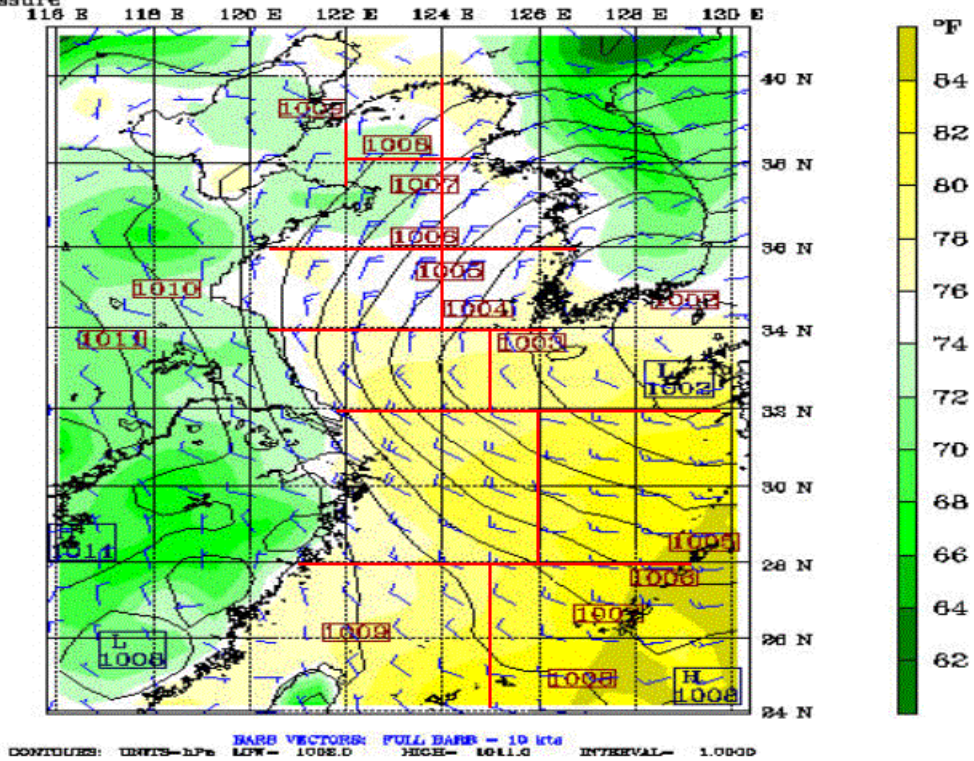 116 E 118 E 120 E 122 E 124 E 126 E 128 E 130 E
°F
84
82
80
78
76
74
72
70
68
66
64
62
40 N
38 N
36 N
34 N
32 N
30 N
28 N
26 N
24 N
1008
1007
1006
1005
1010
1004
1002
1011
1003
L
1002
1005
1011
1006
1009
L
1008
1008
H
1008
BARB VECTORS: FULL BARB = 10 kts
CONTOURS: UNITS=hPa LOW= 1002.0 HIGH= 1011.0 INTERVAL= 1.0000